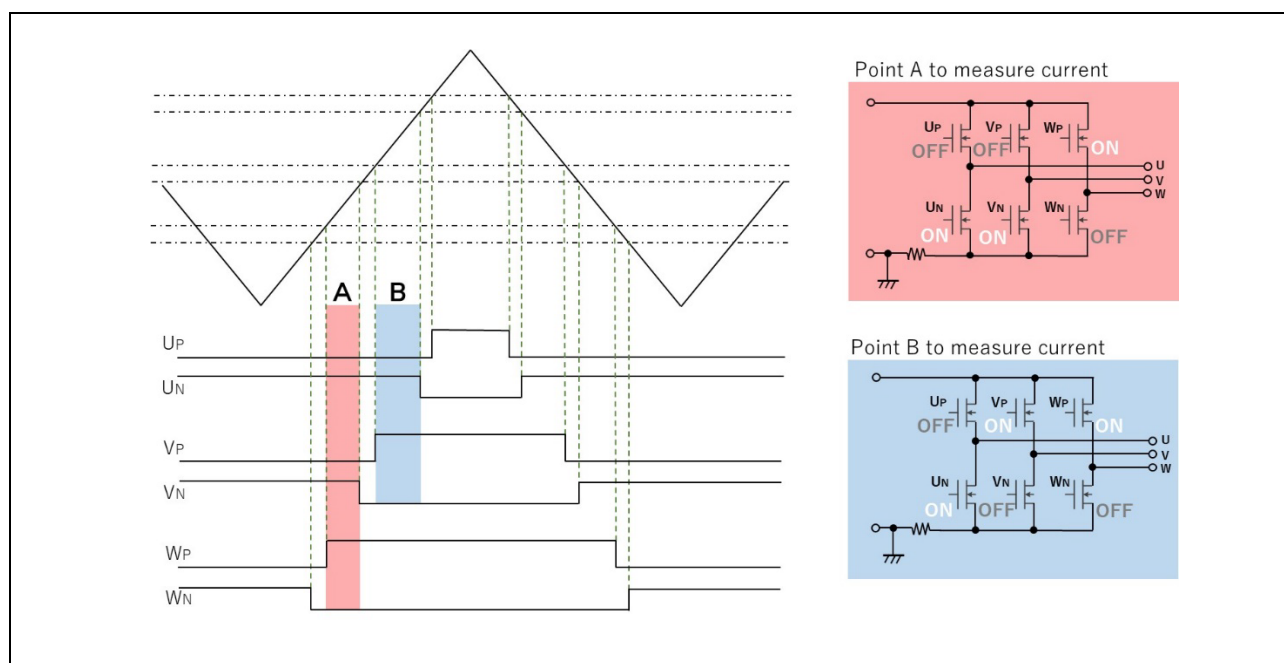 A
B
UP
UN
VP
VN
WP
WN
Point A to measure current
UP
VP
WP
OFF
OFF
ON
U
V
W
UN
VN
WN
ON
ON
OFF
Point B to measure current
UP
VP
WP
OFF
ON
ON
U
V
W
UN
VN
WN
ON
OFF
OFF